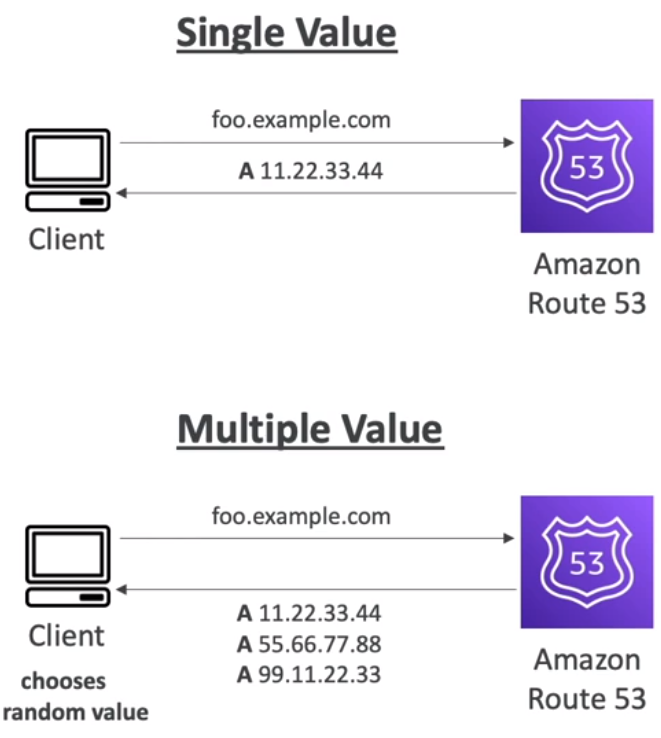 Single Value
foo.example.com
A 11.22.33.44
53
Client
Amazon
Route 53
Multiple Value
foo.example.com
53
A 11.22.33.44
A 55.66.77.88
A 99.11.22.33
Client
chooses
random value
Amazon
Route 53